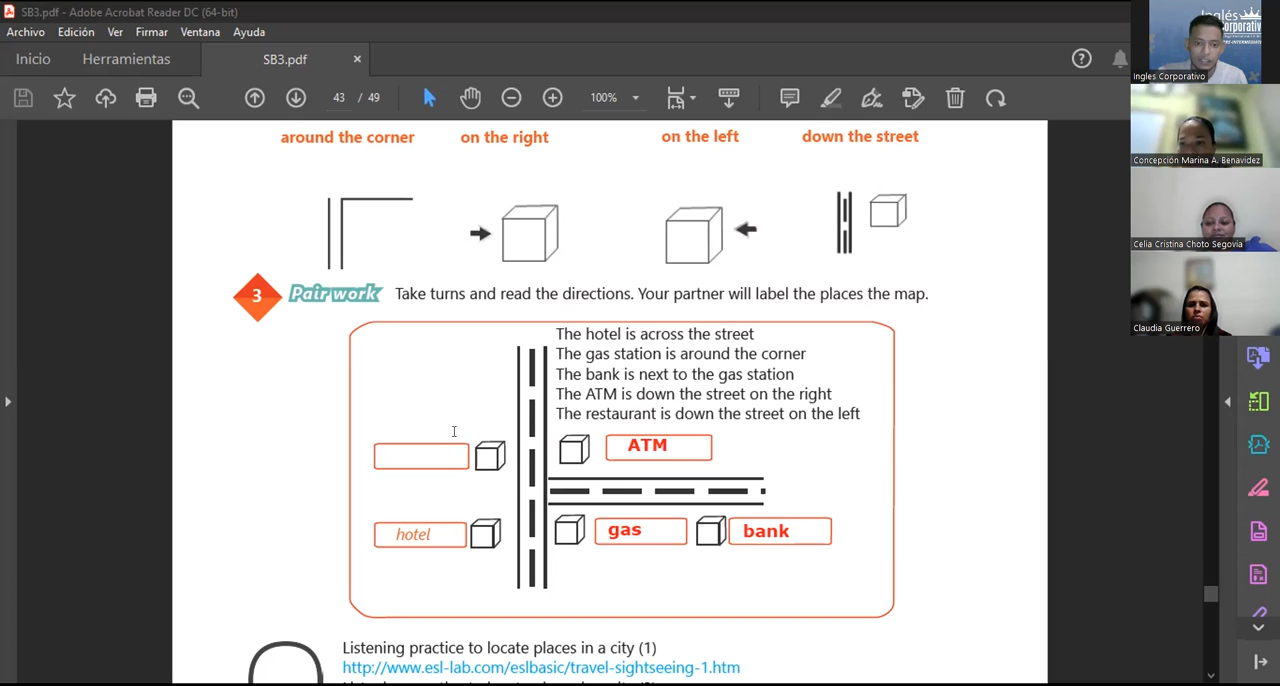 SB3.pdf - Adobe Acrobat Reader DC (64-bit)
Archivo Edición Ver Firmar Ventana Ayuda
Inicio Herramientas SB3.pdf ×
43 / 49 100%
around the corner on the right on the left down the street
3 Pair work Take turns and read the directions. Your partner will label the places the map.
The hotel is across the street
The gas station is around the corner
The bank is next to the gas station
The ATM is down the street on the right
The restaurant is down the street on the left
ATM
hotel gas bank
Listening practice to locate places in a city (1)
http://www.esl-lab.com/eslbasic/travel-sightseeing-1.htm
Inglés
Corporativo
Ingles Corporativo
Concepción Marina A. Benavidez
Celia Cristina Choto Segovia
Claudia Guerrero